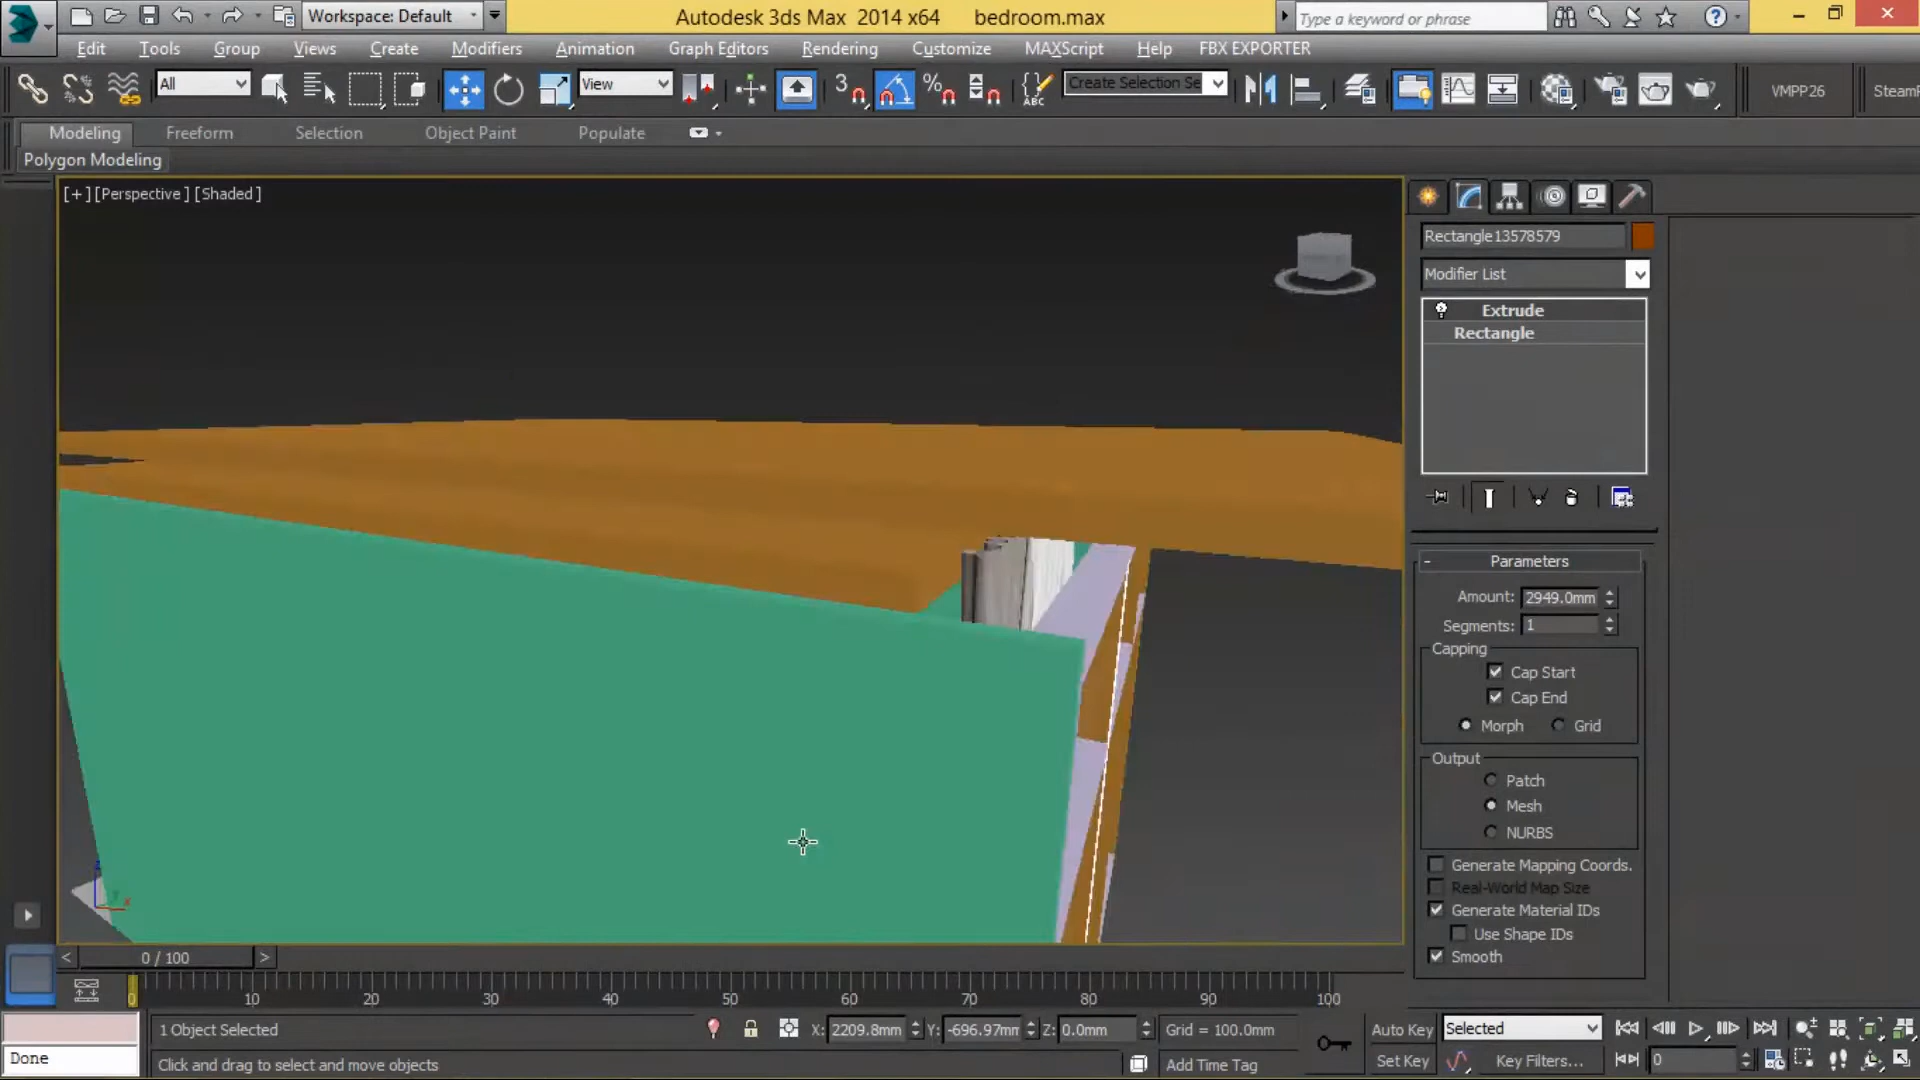 Workspace: Default
Autodesk 3ds Max 2014 x64 bedroom.max
Type a keyword or phrase
Edit Tools Group Views Create Modifiers Animation Graph Editors Rendering Customize MAXScript Help FBX EXPORTER
All View 3 Create Selection Se VMPP26
Modeling Freeform Selection Object Paint Populate
Polygon Modeling
[+][Perspective][Shaded]
Rectangle13578579
Modifier List
Extrude
Rectangle
- Parameters
Amount: 2949.0mm
Segments: 1
Capping
Cap Start
Cap End
Morph Grid
Output
Patch
Mesh
NURBS
Generate Mapping Coords.
Real-World Map Size
Generate Material IDs
Use Shape IDs
Smooth
< 0 / 100 >
0 10 20 30 40 50 60 70 80 90 100
1 Object Selected X: 2209.8mm Y: -696.97mm Z: 0.0mm Grid = 100.0mm Auto Key Selected
Done Click and drag to select and move objects Add Time Tag Set Key Key Filters... 0